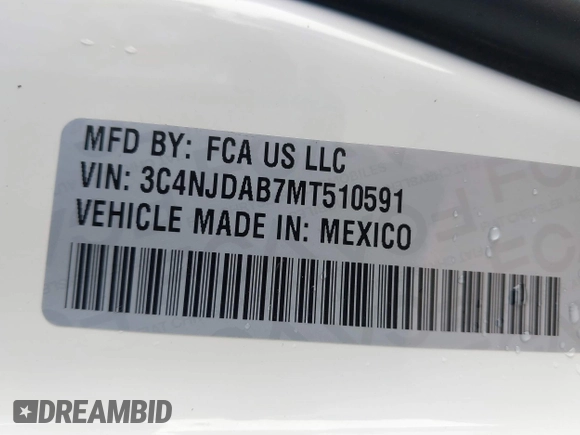 MFD BY: FCA US LLC
VIN: 3C4NJDAB7MT510591
VEHICLE MADE IN: MEXICO
DREAMBID